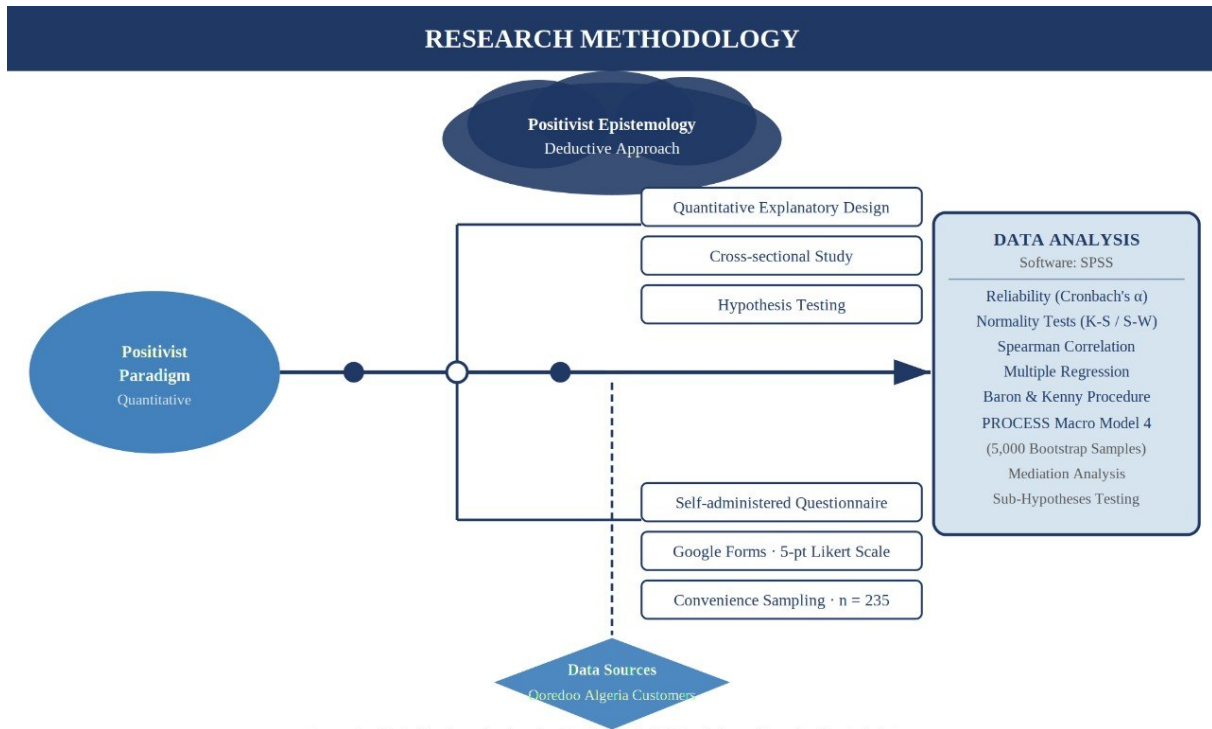 RESEARCH METHODOLOGY
Positivist Epistemology
Deductive Approach
Quantitative Explanatory Design
Cross-sectional Study
Hypothesis Testing
Positivist
Paradigm
Quantitative
DATA ANALYSIS
Software: SPSS
Reliability (Cronbach's α)
Normality Tests (K-S / S-W)
Spearman Correlation
Multiple Regression
Baron & Kenny Procedure
PROCESS Macro Model 4
(5,000 Bootstrap Samples)
Mediation Analysis
Sub-Hypotheses Testing
Self-administered Questionnaire
Google Forms · 5-pt Likert Scale
Convenience Sampling · n = 235
Data Sources
Ooredoo Algeria Customers